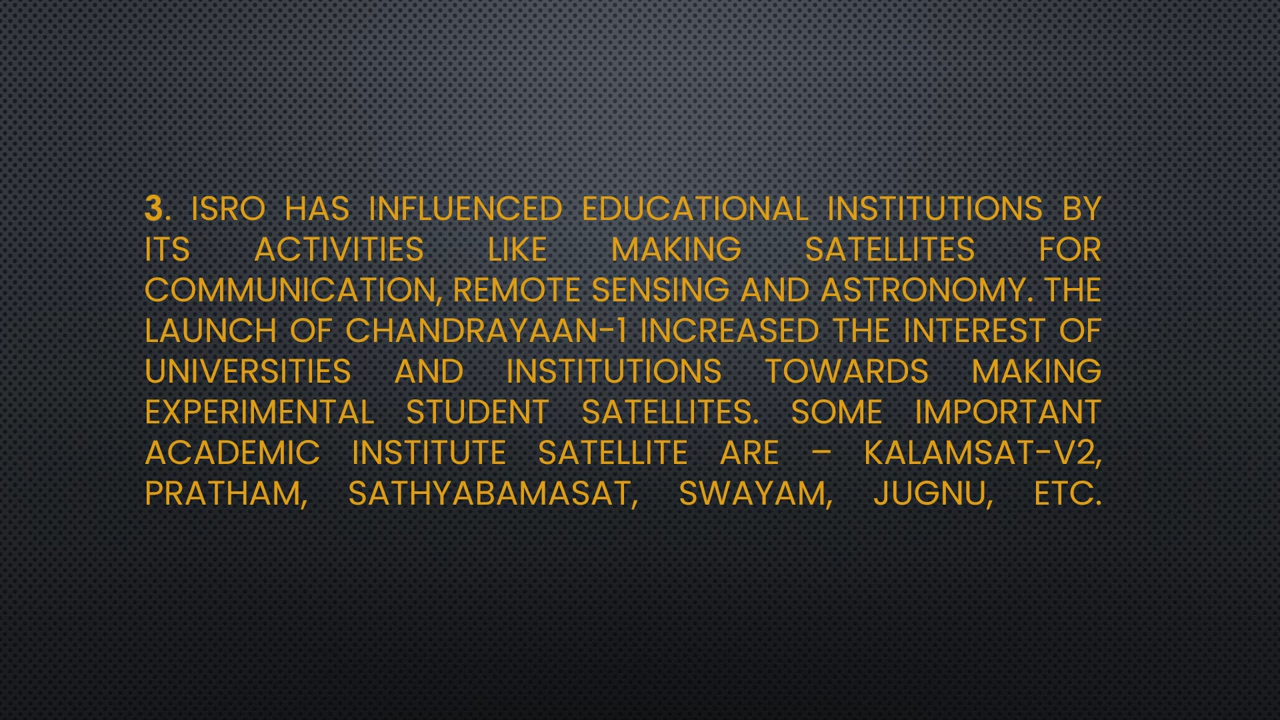 3. ISRO HAS INFLUENCED EDUCATIONAL INSTITUTIONS BY
ITS ACTIVITIES LIKE MAKING SATELLITES FOR
COMMUNICATION, REMOTE SENSING AND ASTRONOMY. THE
LAUNCH OF CHANDRAYAAN-1 INCREASED THE INTEREST OF
UNIVERSITIES AND INSTITUTIONS TOWARDS MAKING
EXPERIMENTAL STUDENT SATELLITES. SOME IMPORTANT
ACADEMIC INSTITUTE SATELLITE ARE – KALAMSAT-V2,
PRATHAM, SATHYABAMASAT, SWAYAM, JUGNU, ETC.